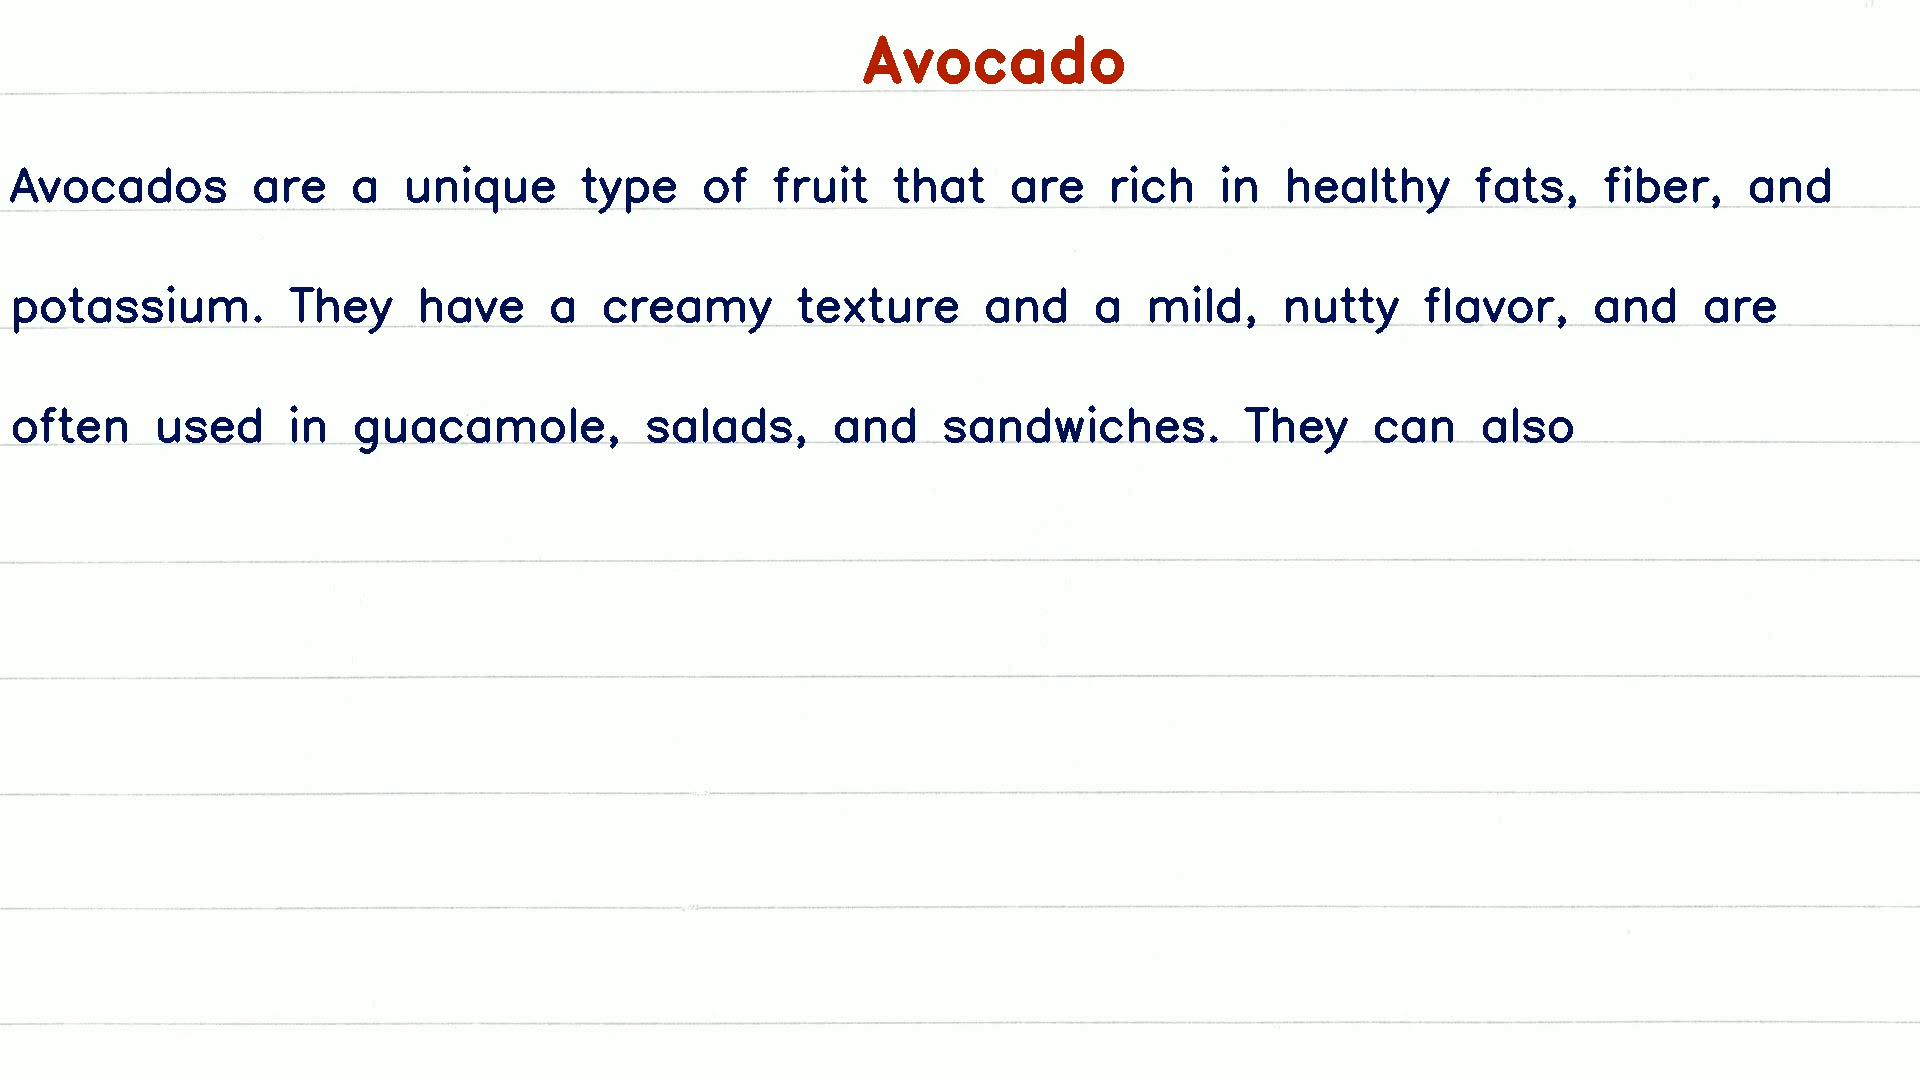 Avocado
Avocados are a unique type of fruit that are rich in healthy fats, fiber, and
potassium. They have a creamy texture and a mild, nutty flavor, and are
often used in guacamole, salads, and sandwiches. They can also